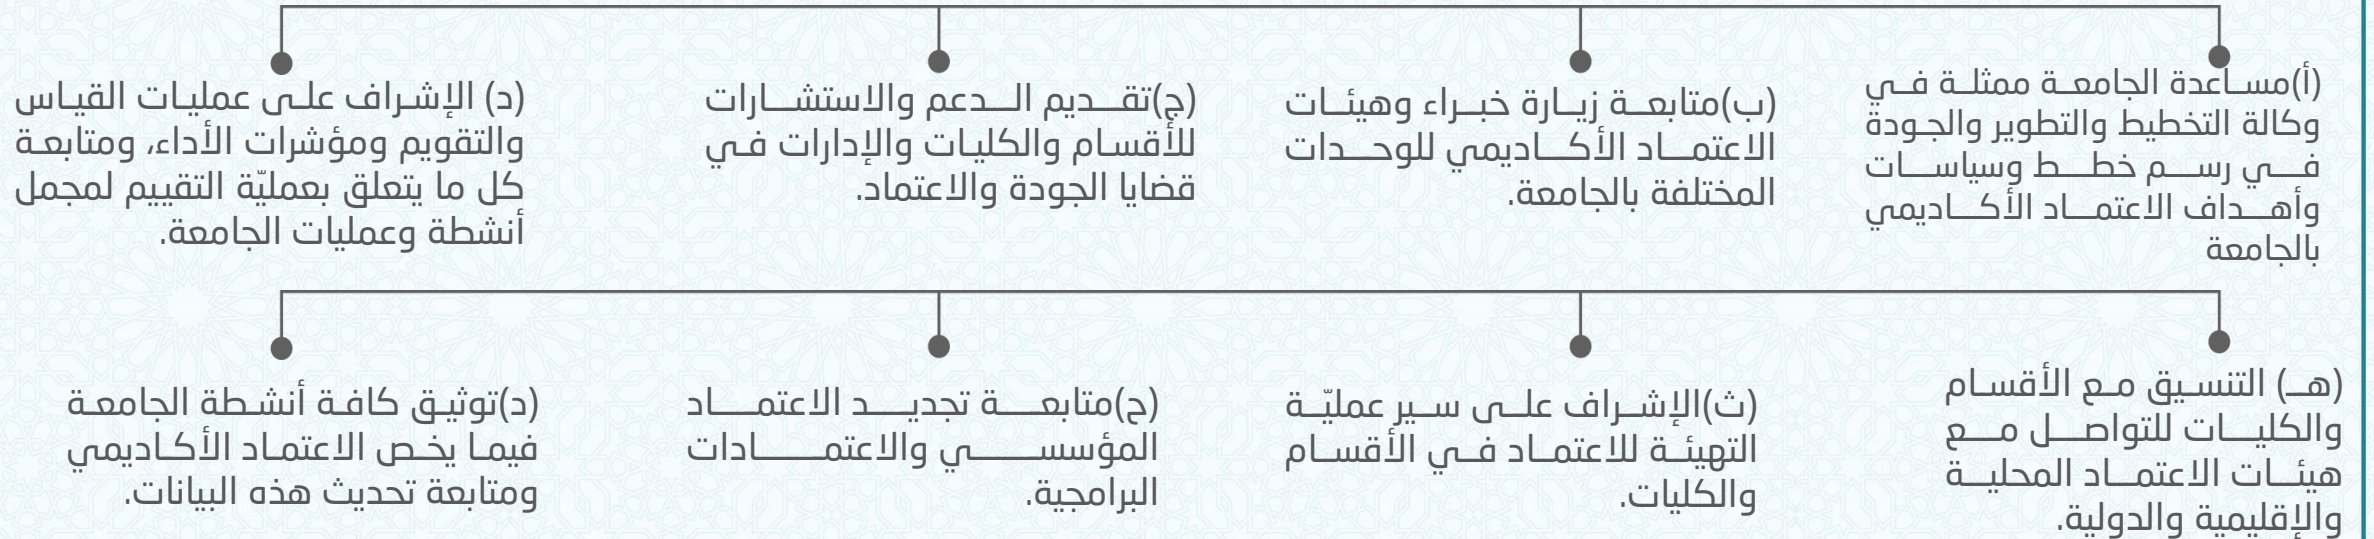 (أ)مساعدة الجامعة ممثلة في
وكالة التخطيط والتطوير والجودة
في رسم خطط وسياسات
وأهداف الاعتماد الأكاديمي
بالجامعة
(ب)متابعة زيارة خبراء وهيئات
الاعتماد الأكاديمي للوحدات
المختلفة بالجامعة.
(ج)تقديم الدعم والاستشارات
للأقسام والكليات والإدارات في
قضايا الجودة والاعتماد.
(د) الإشراف على عمليات القياس
والتقويم ومؤشرات الأداء، ومتابعة
كل ما يتعلق بعمليّة التقييم لمجمل
أنشطة وعمليات الجامعة.
(هـ) التنسيق مع الأقسام
والكليات للتواصل مع
هيئات الاعتماد المحلية
والإقليمية والدولية.
(ث)الإشراف على سير عمليّة
التهيئة للاعتماد في الأقسام
والكليات.
(ح)متابعة تجديد الاعتماد
المؤسسي والاعتمادات
البرامجية.
(د)توثيق كافة أنشطة الجامعة
فيما يخص الاعتماد الأكاديمي
ومتابعة تحديث هذه البيانات.